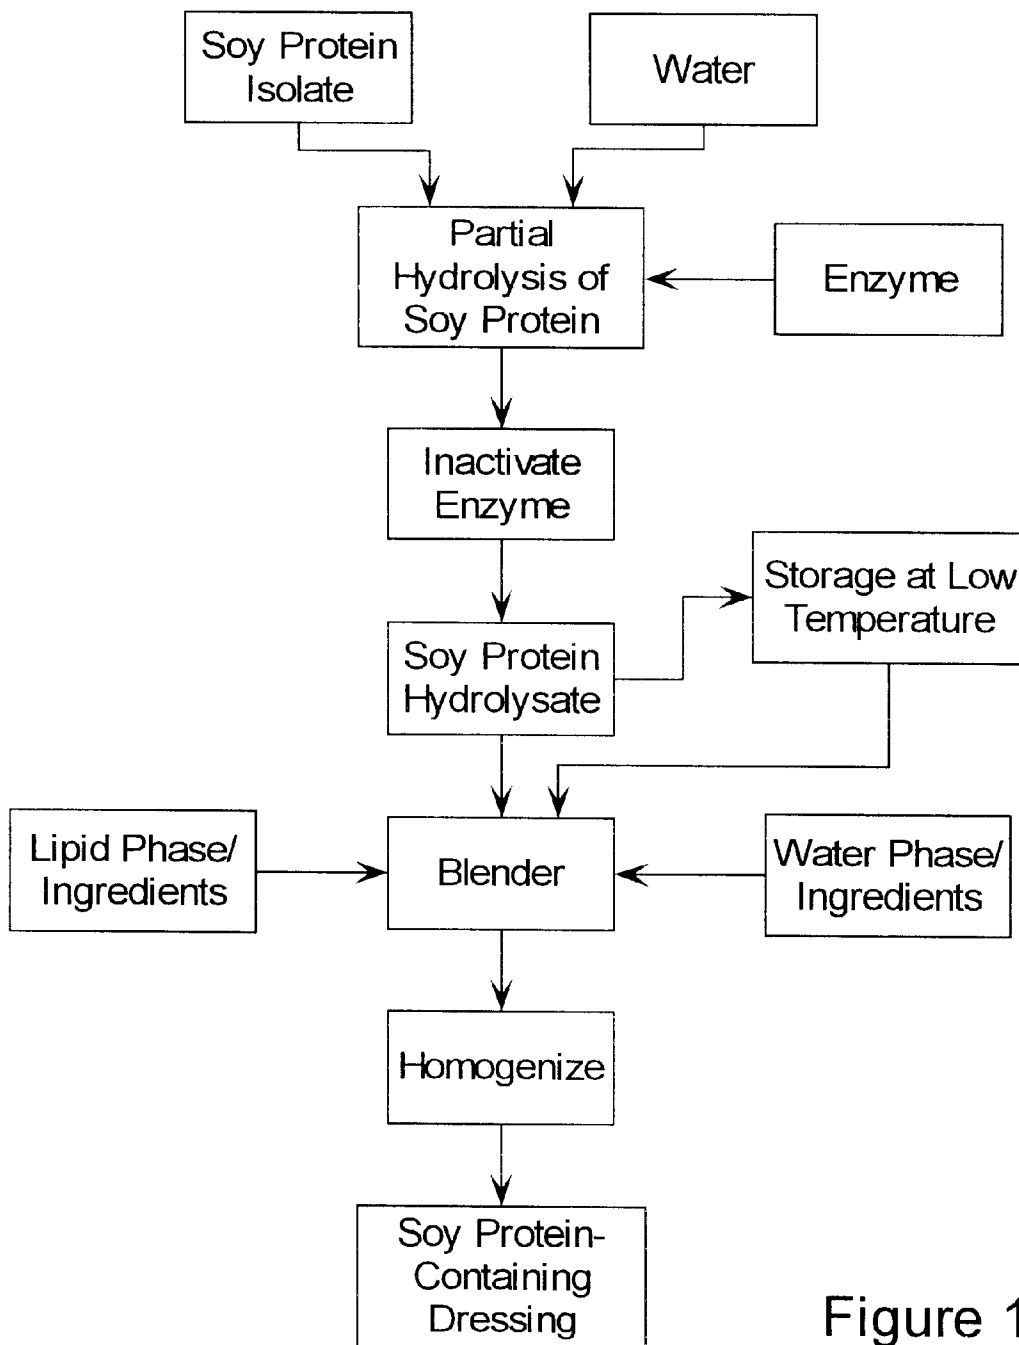 Soy Protein
Isolate
Water
Partial
Hydrolysis of
Soy Protein
Enzyme
Inactivate
Enzyme
Storage at Low
Temperature
Soy Protein
Hydrolysate
Lipid Phase/
Ingredients
Blender
Water Phase/
Ingredients
Homogenize
Soy Protein-
Containing
Dressing
Figure 1